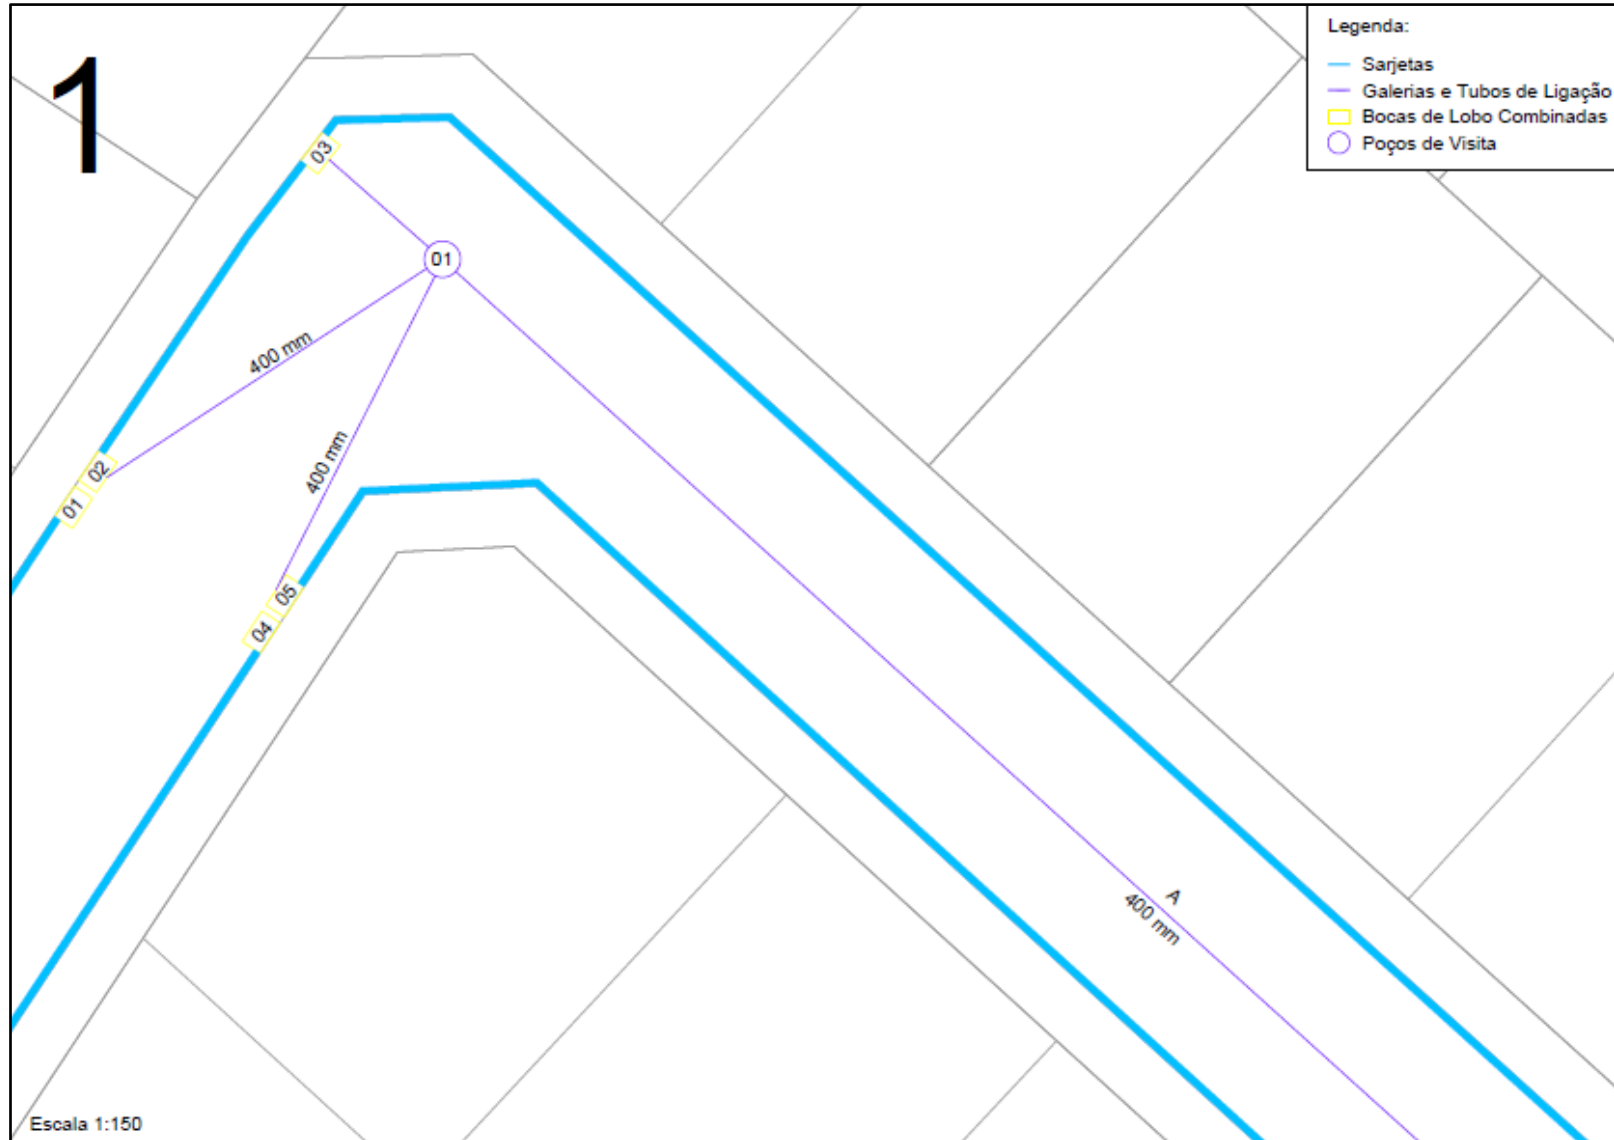 1
Legenda:
Sarjetas
Galerias e Tubos de Ligação
Bocas de Lobo Combinadas
Poços de Visita
03
01
400 mm
400 mm
02
01
05
04
A
400 mm
Escala 1:150